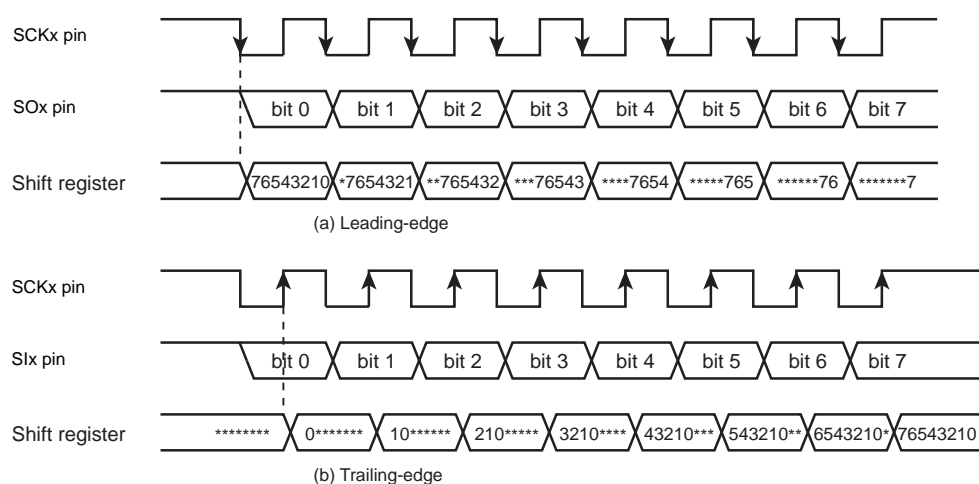 SCKx pin
SOx pin bit 0 bit 1 bit 2 bit 3 bit 4 bit 5 bit 6 bit 7
Shift register 76543210 *7654321 **765432 ***76543 ****7654 *****765 ******76 *******7
(a) Leading-edge
SCKx pin
SIx pin bit 0 bit 1 bit 2 bit 3 bit 4 bit 5 bit 6 bit 7
Shift register ******** 0******* 10****** 210***** 3210**** 43210*** 543210** 6543210* 76543210
(b) Trailing-edge